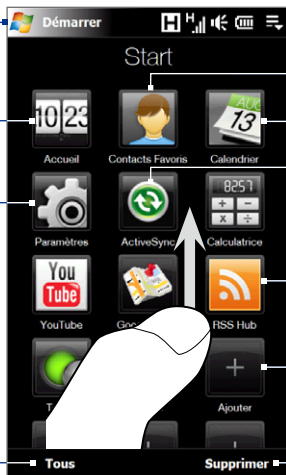 Démarrer H H
Start
10 23 AUG 13 8257
Accueil Contacts Favoris Calendrier
Paramètres ActiveSync Calculatrice
You Tube
YouTube RSS Hub
Ajouter
Tous Supprimer